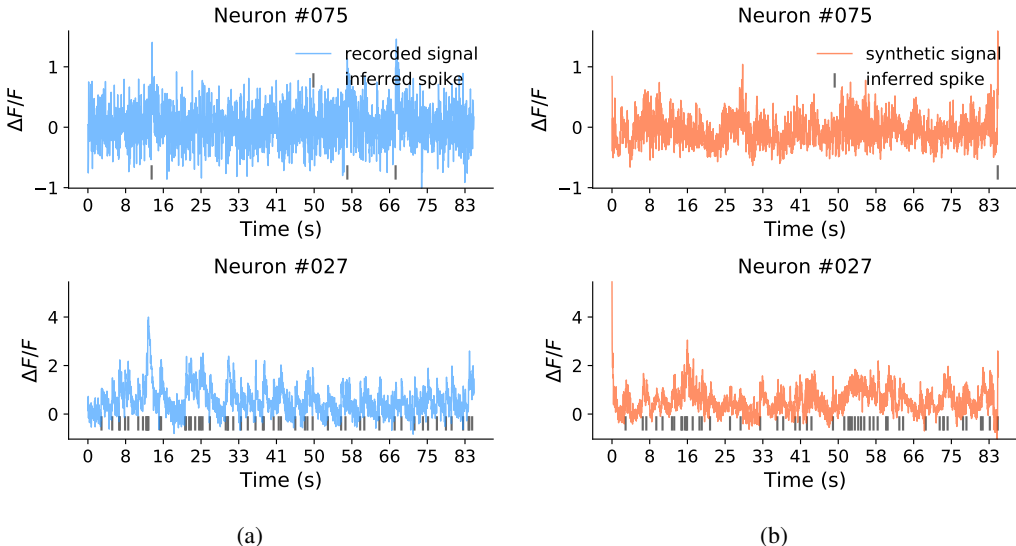 Neuron #075
recorded signal
inferred spike
ΔF/F
1
0
−1
0 8 16 25 33 41 50 58 66 75 83
Time (s)
Neuron #075
synthetic signal
inferred spike
ΔF/F
1
0
−1
0 8 16 25 33 41 50 58 66 75 83
Time (s)
Neuron #027
ΔF/F
4
2
0
0 8 16 25 33 41 50 58 66 75 83
Time (s)
Neuron #027
ΔF/F
4
2
0
0 8 16 25 33 41 50 58 66 75 83
Time (s)
(a)
(b)